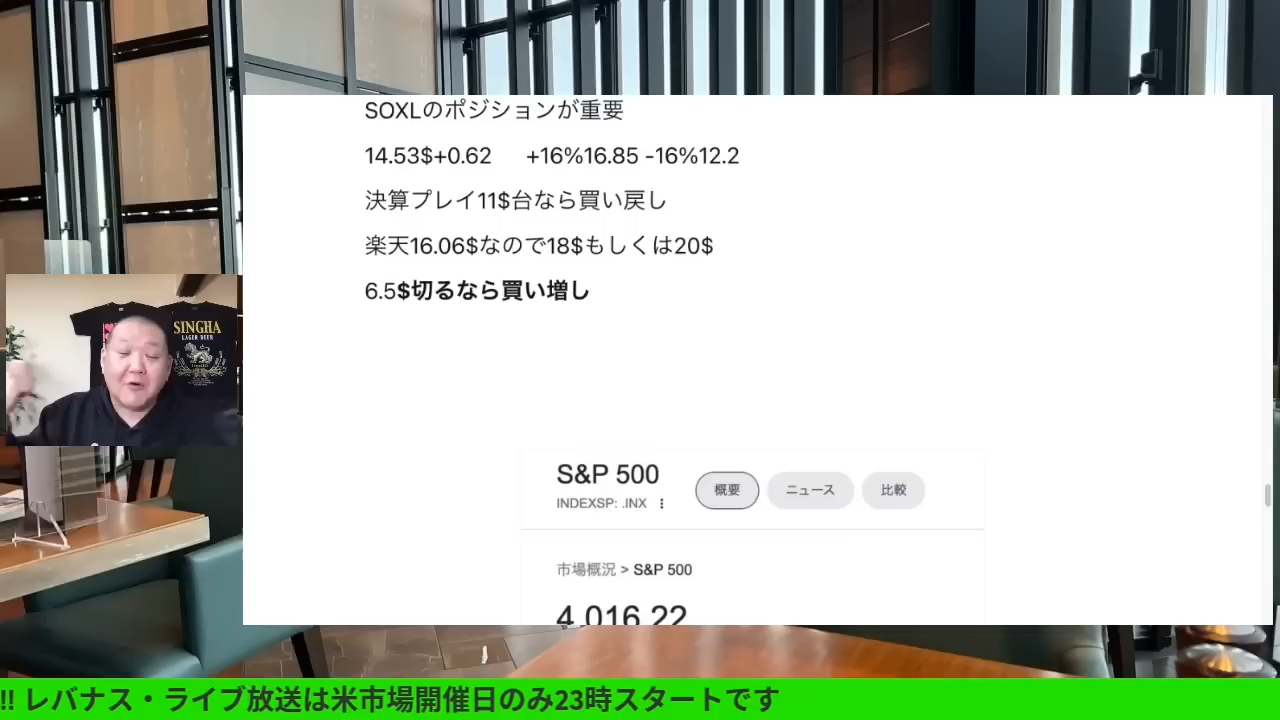 SOXLのポジションが重要
14.53$+0.62 +16%16.85 -16%12.2
決算プレイ11$台なら買い戻し
楽天16.06$なので18$もしくは20$
6.5$切るなら買い増し
SINGHA
LAGER BEER
S&P 500
概要
ニュース
比較
INDEXSP: .INX
市場概況 > S&P 500
4,016.22
!! レバナス・ライブ放送は米市場開催日のみ23時スタートです